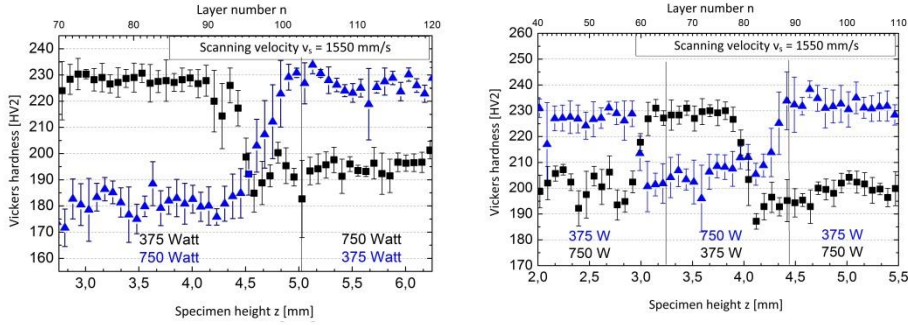 Layer number n
70 80 90 100 110 120
Scanning velocity vs = 1550 mm/s
Vickers hardness [HV2]
240
230
220
210
200
190
180
170
160
375 Watt
750 Watt
750 Watt
375 Watt
3,0 3,5 4,0 4,5 5,0 5,5 6,0
Specimen height z [mm]
Layer number n
40 50 60 70 80 90 100 110
Scanning velocity vs = 1550 mm/s
Vickers hardness [HV2]
260
250
240
230
220
210
200
190
180
170
375 W
750 W
750 W
375 W
375 W
750 W
2,0 2,5 3,0 3,5 4,0 4,5 5,0 5,5
Specimen height z [mm]